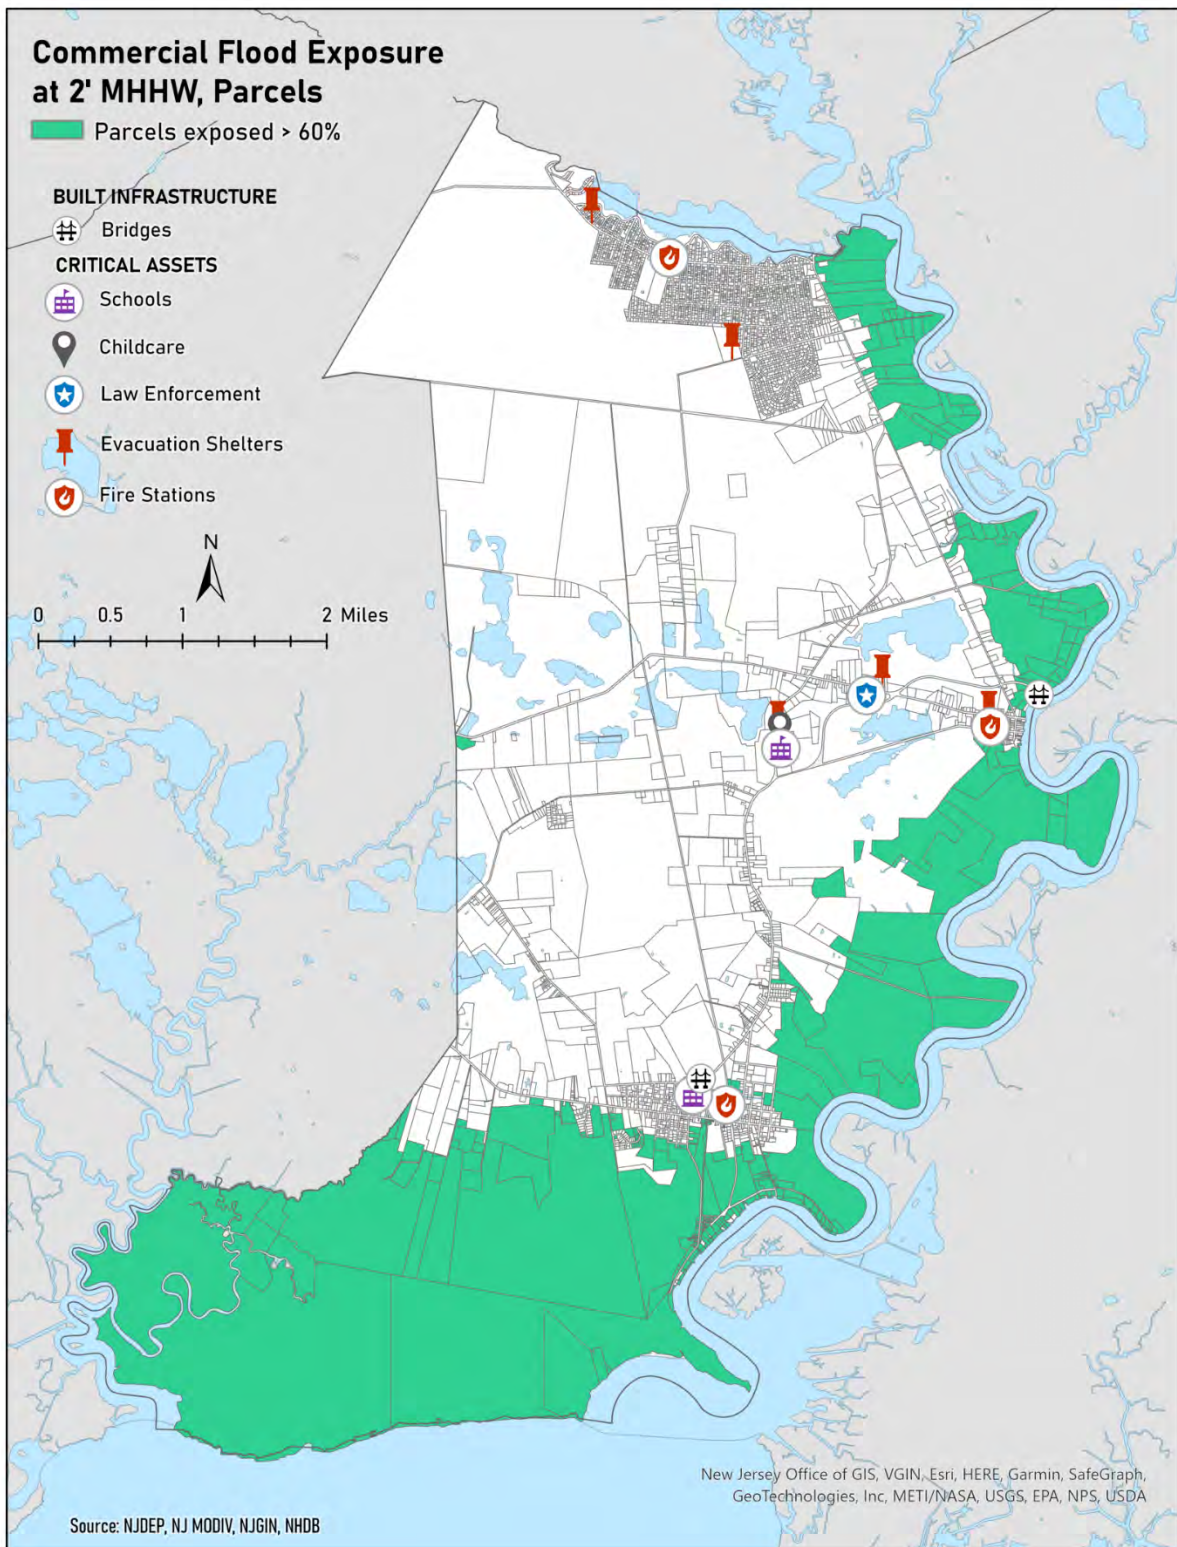 Commercial Flood Exposure
at 2' MHHW, Parcels
Parcels exposed > 60%
BUILT INFRASTRUCTURE
Bridges
CRITICAL ASSETS
Schools
Childcare
Law Enforcement
Evacuation Shelters
Fire Stations
N
0 0.5 1 2 Miles
New Jersey Office of GIS, VGIN, Esri, HERE, Garmin, SafeGraph,
GeoTechnologies, Inc, METI/NASA, USGS, EPA, NPS, USDA
Source: NJDEP, NJ MODIV, NJGIN, NHDB